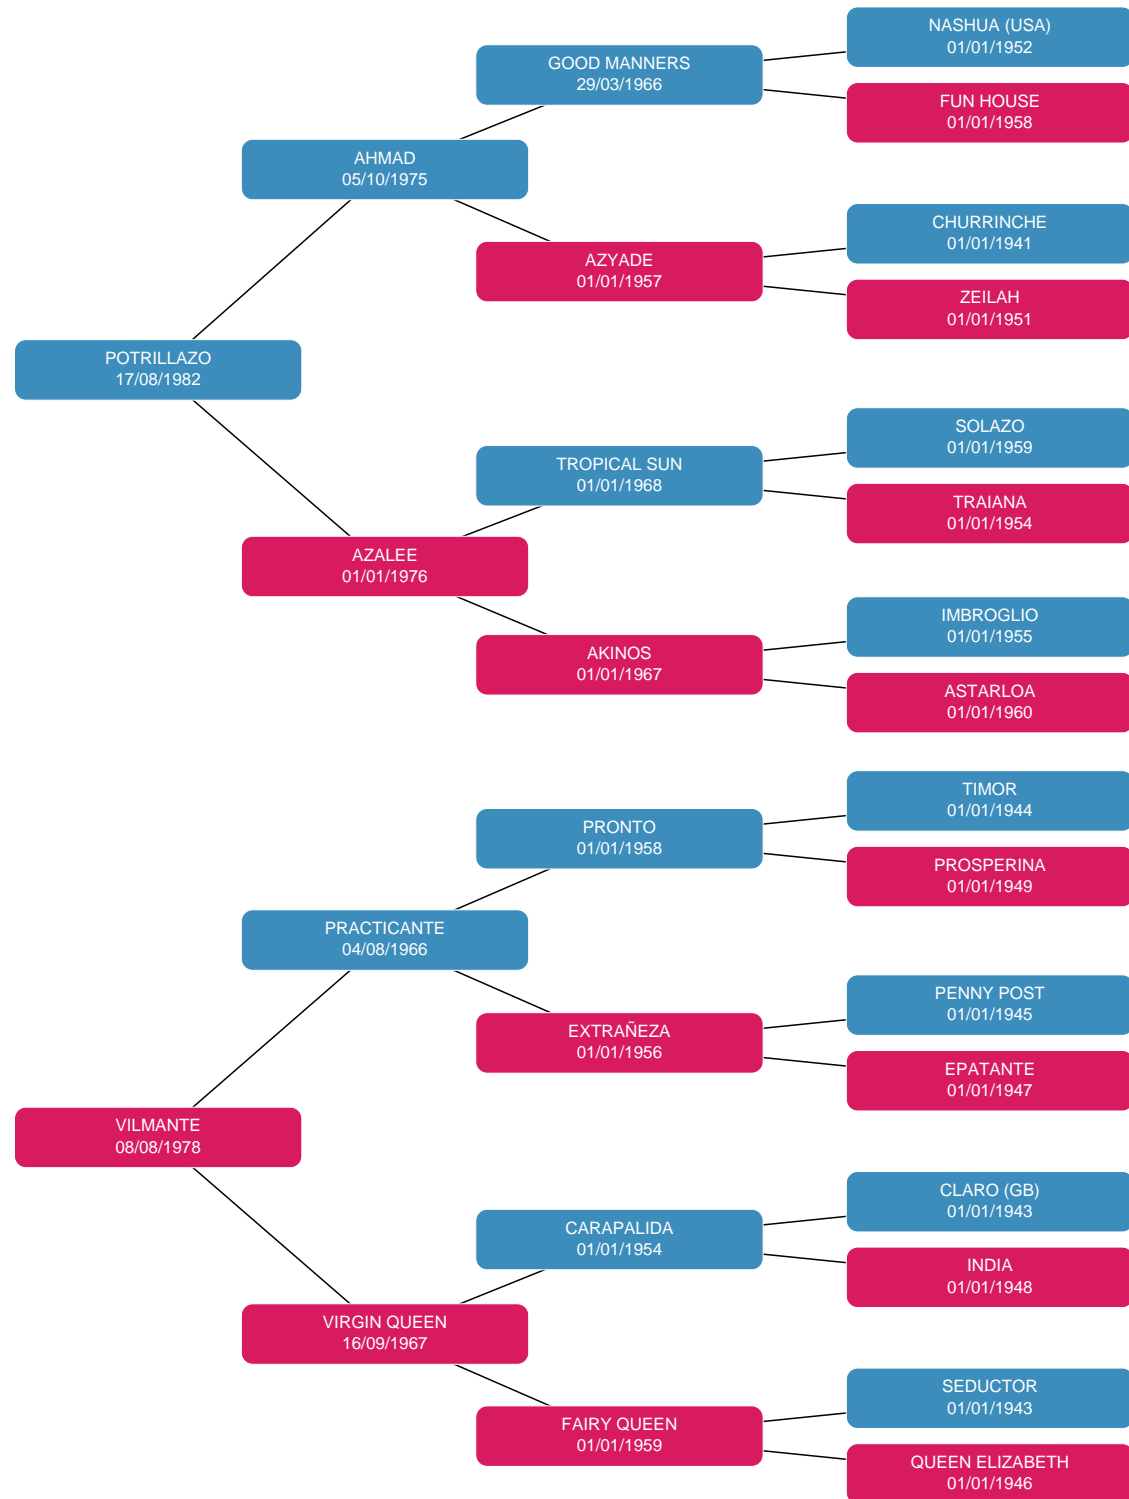 NASHUA (USA)
01/01/1952
GOOD MANNERS
29/03/1966
FUN HOUSE
01/01/1958
AHMAD
05/10/1975
CHURRINCHE
01/01/1941
AZYADE
01/01/1957
ZEILAH
01/01/1951
POTRILLAZO
17/08/1982
SOLAZO
01/01/1959
TROPICAL SUN
01/01/1968
TRAIANA
01/01/1954
AZALEE
01/01/1976
IMBROGLIO
01/01/1955
AKINOS
01/01/1967
ASTARLOA
01/01/1960
TIMOR
01/01/1944
PRONTO
01/01/1958
PROSPERINA
01/01/1949
PRACTICANTE
04/08/1966
PENNY POST
01/01/1945
EXTRAÑEZA
01/01/1956
EPATANTE
01/01/1947
VILMANTE
08/08/1978
CLARO (GB)
01/01/1943
CARAPALIDA
01/01/1954
INDIA
01/01/1948
VIRGIN QUEEN
16/09/1967
SEDUCTOR
01/01/1943
FAIRY QUEEN
01/01/1959
QUEEN ELIZABETH
01/01/1946